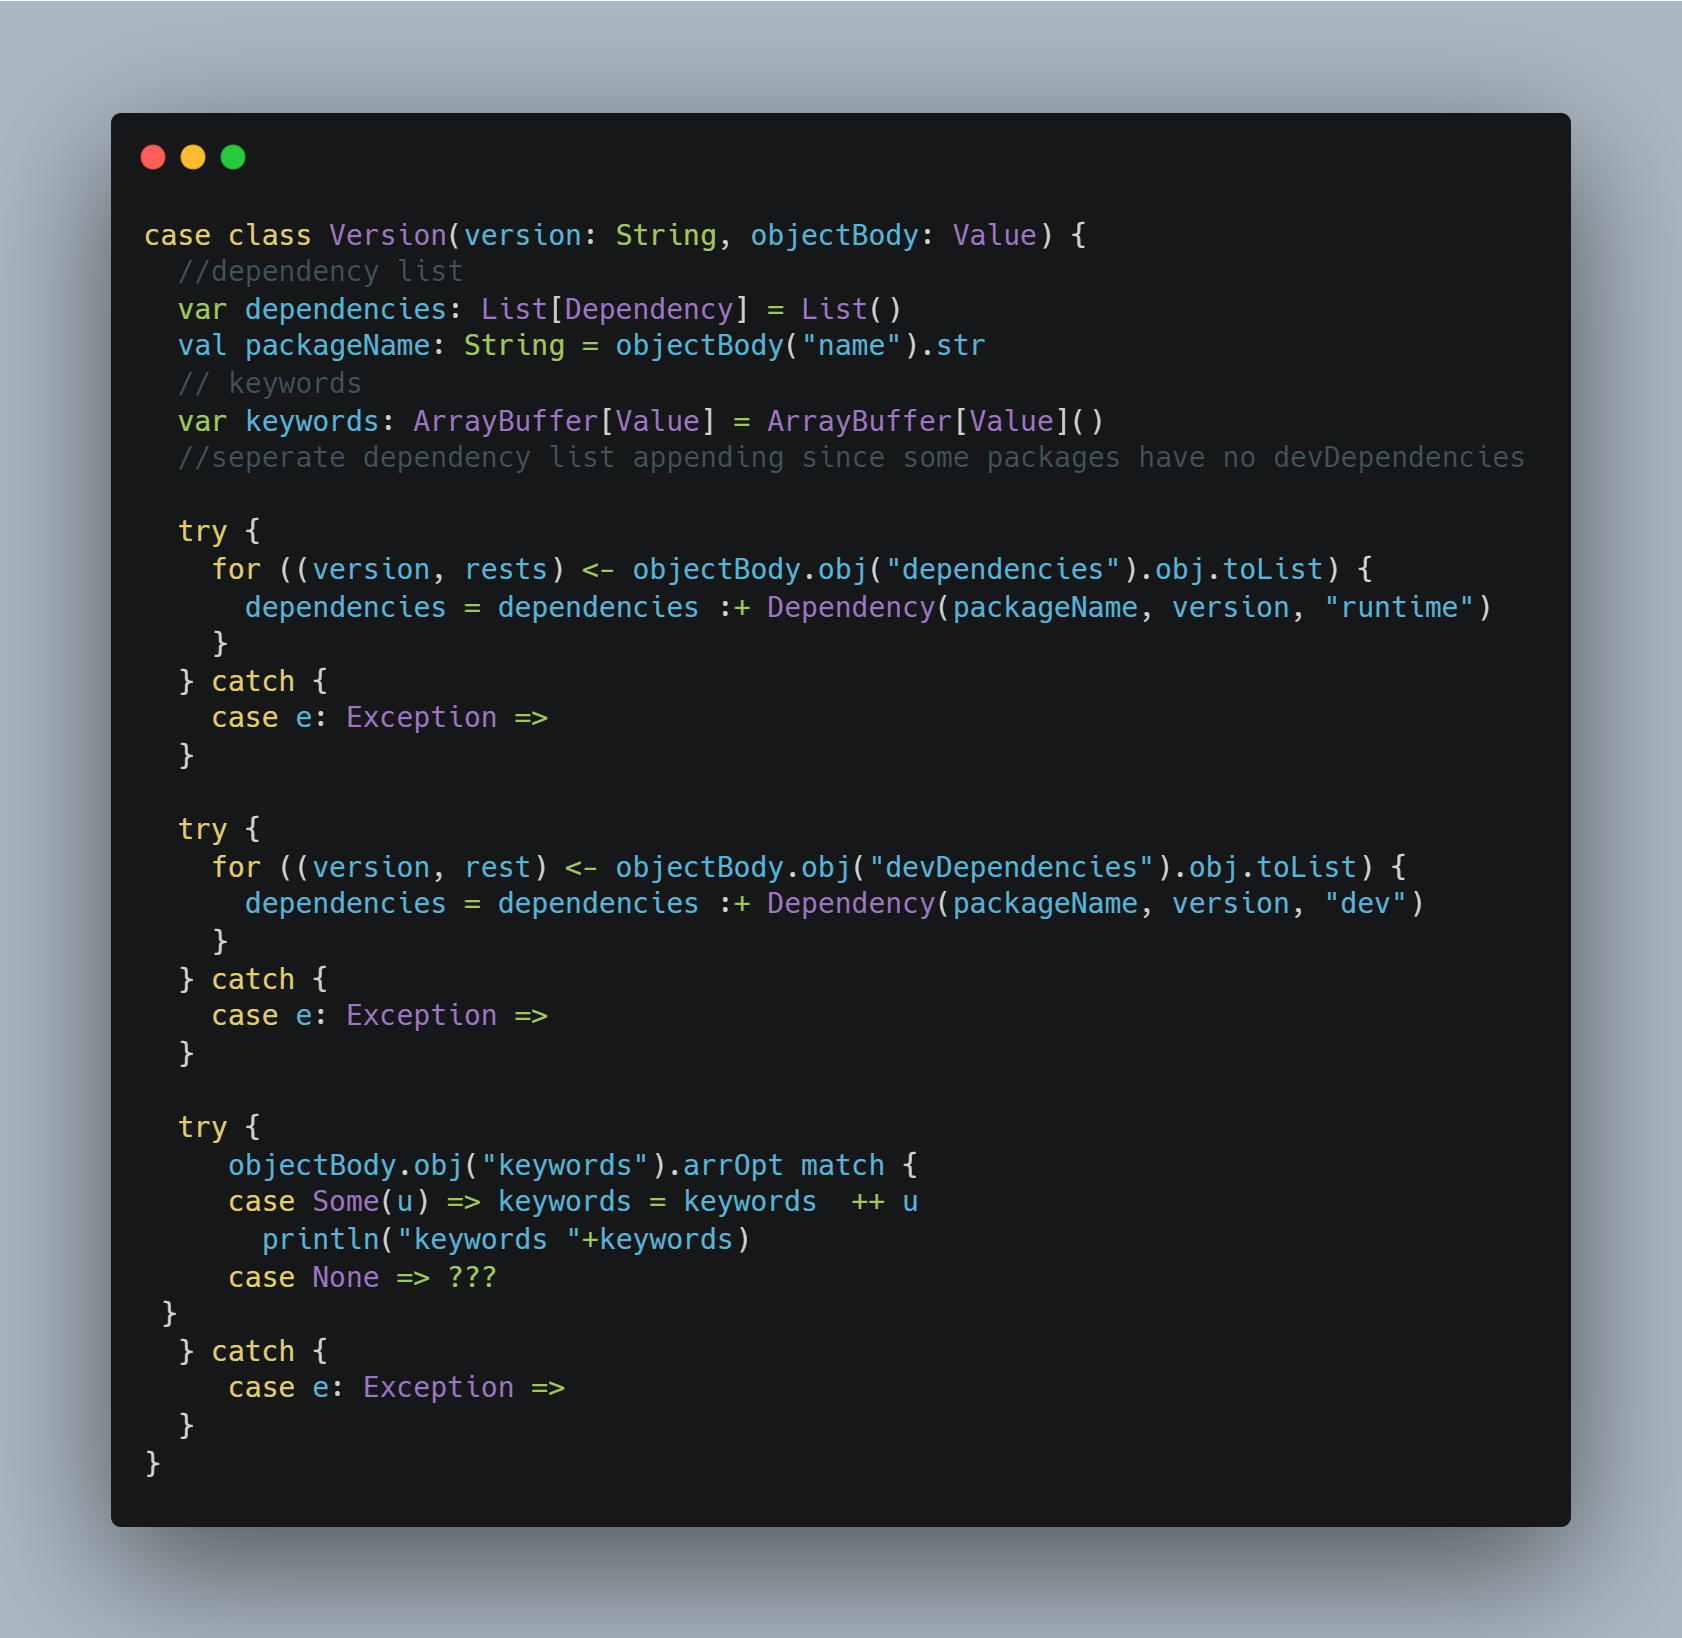 case class Version(version: String, objectBody: Value) {
  //dependency list
  var dependencies: List[Dependency] = List()
  val packageName: String = objectBody("name").str
  // keywords
  var keywords: ArrayBuffer[Value] = ArrayBuffer[Value]()
  //seperate dependency list appending since some packages have no devDependencies

  try {
    for ((version, rests) <- objectBody.obj("dependencies").obj.toList) {
      dependencies = dependencies :+ Dependency(packageName, version, "runtime")
    }
  } catch {
    case e: Exception =>
  }

  try {
    for ((version, rest) <- objectBody.obj("devDependencies").obj.toList) {
      dependencies = dependencies :+ Dependency(packageName, version, "dev")
    }
  } catch {
    case e: Exception =>
  }

  try {
     objectBody.obj("keywords").arrOpt match {
     case Some(u) => keywords = keywords  ++ u
       println("keywords "+keywords)
     case None => ???
 }
  } catch {
     case e: Exception =>
  }
}